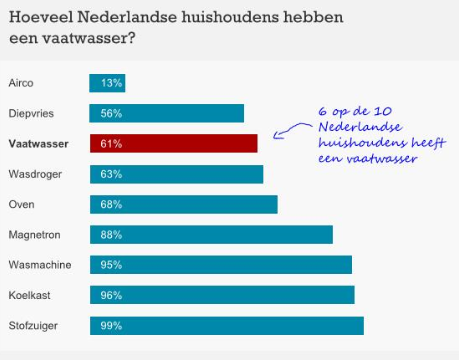 Hoeveel Nederlandse huishoudens hebben
een vaatwasser?
Airco 13%
Diepvries 56%
Vaatwasser 61%
6 op de 10
Nederlandse
huishoudens heeft
een vaatwasser
Wasdroger 63%
Oven 68%
Magnetron 88%
Wasmachine 95%
Koelkast 96%
Stofzuiger 99%